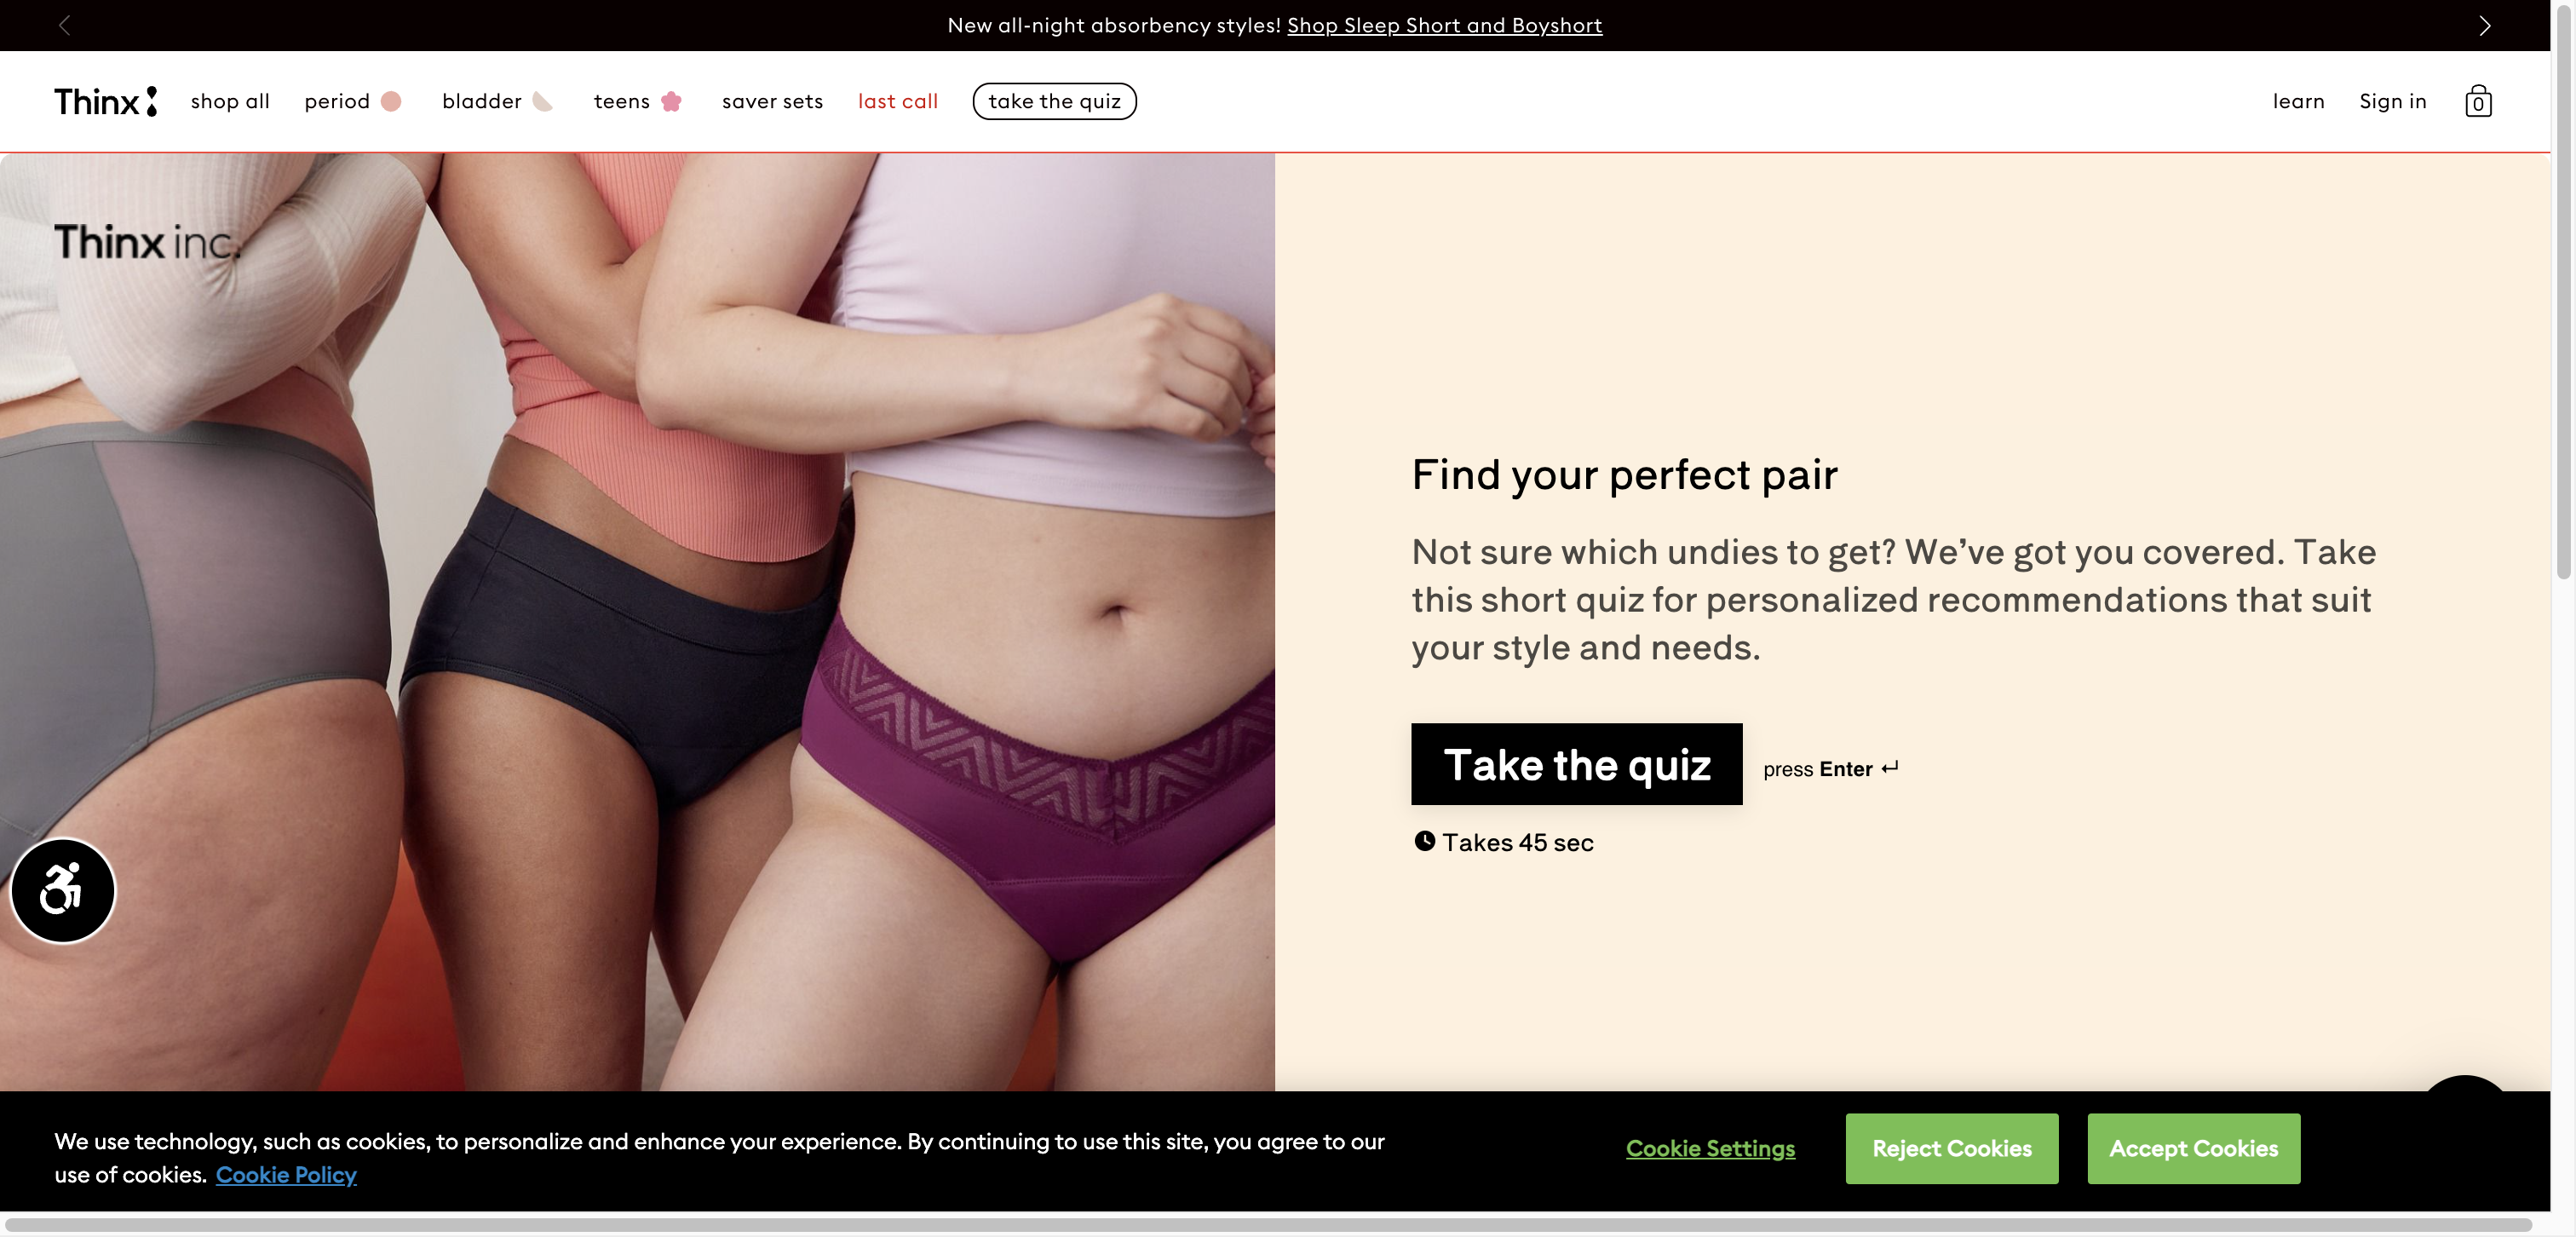 New all-night absorbency styles! Shop Sleep Short and Boyshort
Thinx
shop all
period
bladder
teens
saver sets
last call
take the quiz
learn
Sign in
0
Thinx inc.
Find your perfect pair
Not sure which undies to get? We’ve got you covered. Take
this short quiz for personalized recommendations that suit
your style and needs.
Take the quiz
press Enter ↵
Takes 45 sec
We use technology, such as cookies, to personalize and enhance your experience. By continuing to use this site, you agree to our
use of cookies. Cookie Policy
Cookie Settings
Reject Cookies
Accept Cookies